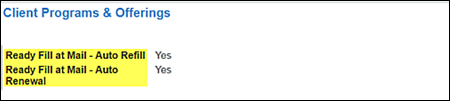 Client Programs & Offerings
Ready Fill at Mail - Auto Refill Yes
Ready Fill at Mail - Auto Yes
Renewal